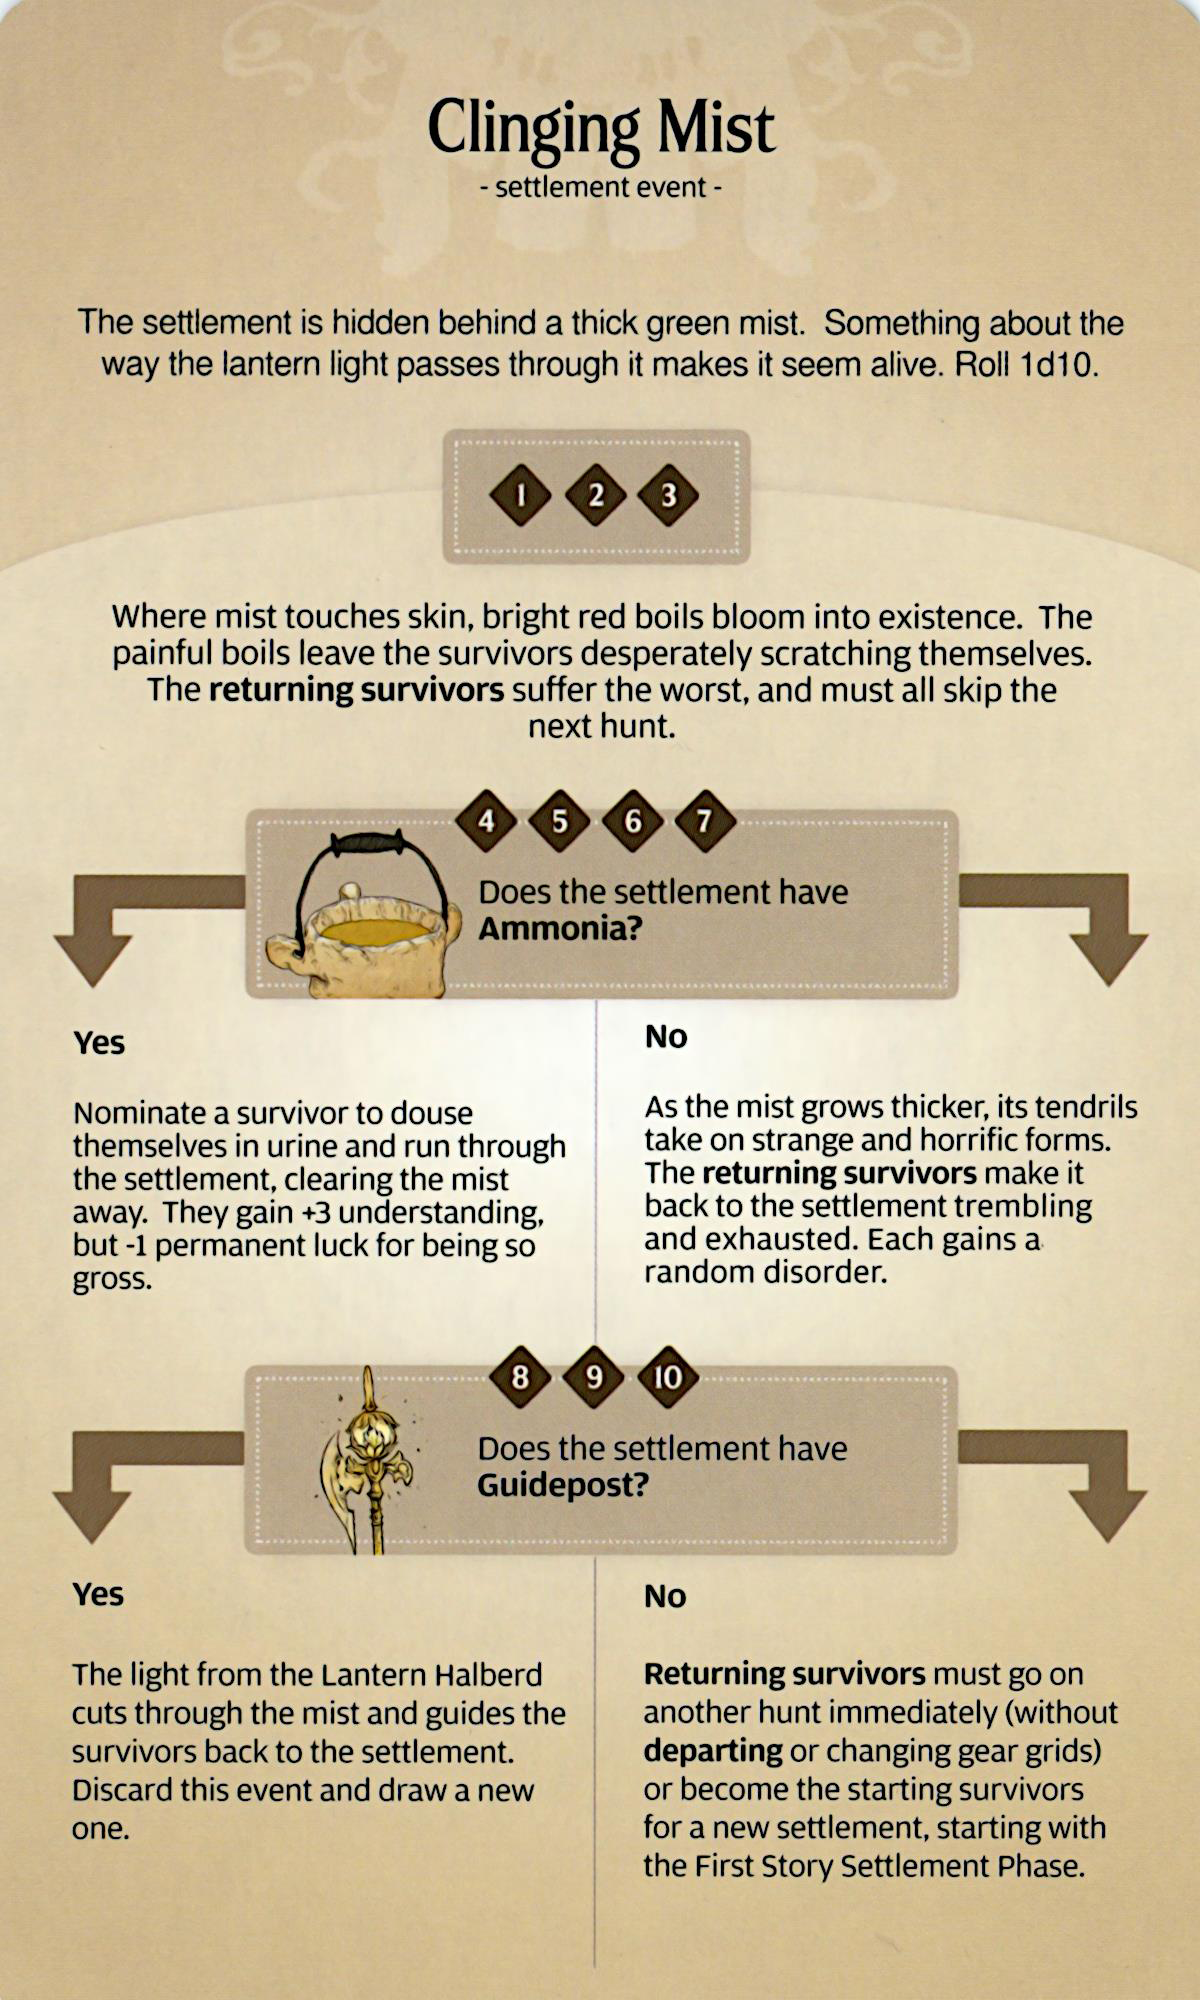 Clinging Mist
- settlement event -
The settlement is hidden behind a thick green mist.  Something about the
way the lantern light passes through it makes it seem alive. Roll 1d10.
1 2 3
Where mist touches skin, bright red boils bloom into existence.  The
painful boils leave the survivors desperately scratching themselves.
The returning survivors suffer the worst, and must all skip the
next hunt.
4 5 6 7
Does the settlement have
Ammonia?
Yes
Nominate a survivor to douse
themselves in urine and run through
the settlement, clearing the mist
away.  They gain +3 understanding,
but -1 permanent luck for being so
gross.
No
As the mist grows thicker, its tendrils
take on strange and horrific forms.
The returning survivors make it
back to the settlement trembling
and exhausted. Each gains a
random disorder.
8 9 10
Does the settlement have
Guidepost?
Yes
The light from the Lantern Halberd
cuts through the mist and guides the
survivors back to the settlement.
Discard this event and draw a new
one.
No
Returning survivors must go on
another hunt immediately (without
departing or changing gear grids)
or become the starting survivors
for a new settlement, starting with
the First Story Settlement Phase.